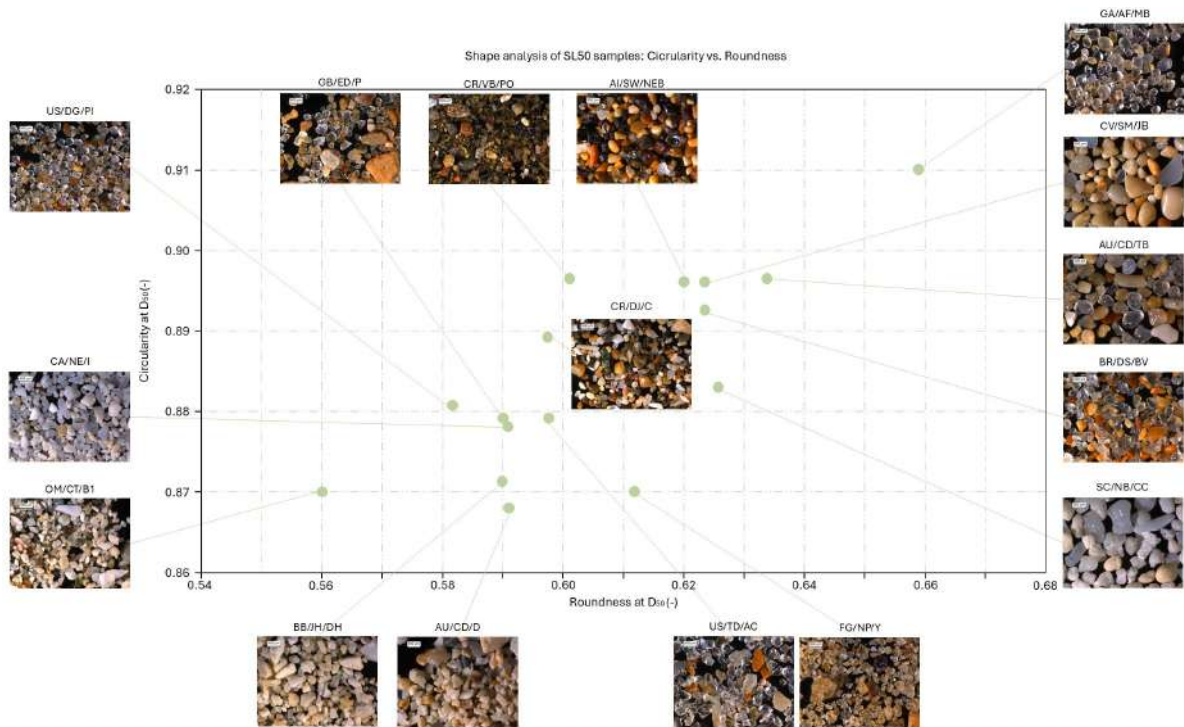 GA/AF/MB
Shape analysis of SL50 samples: Cicrularity vs. Roundness
GB/ED/P
CR/VB/PO
AI/SW/NEB
US/DG/PI
CV/SM/JB
AU/CD/TB
CR/DJ/C
CA/NE/I
BR/DS/BV
OM/CT/B1
SC/NB/CC
0.92
0.91
0.90
0.89
0.88
0.87
0.86
Circularity at D₅₀ (-)
0.54
0.56
0.58
0.60
0.62
0.64
0.66
0.68
Roundness at D₅₀ (-)
BB/JH/DH
AU/CD/D
US/TD/AC
FG/NP/Y